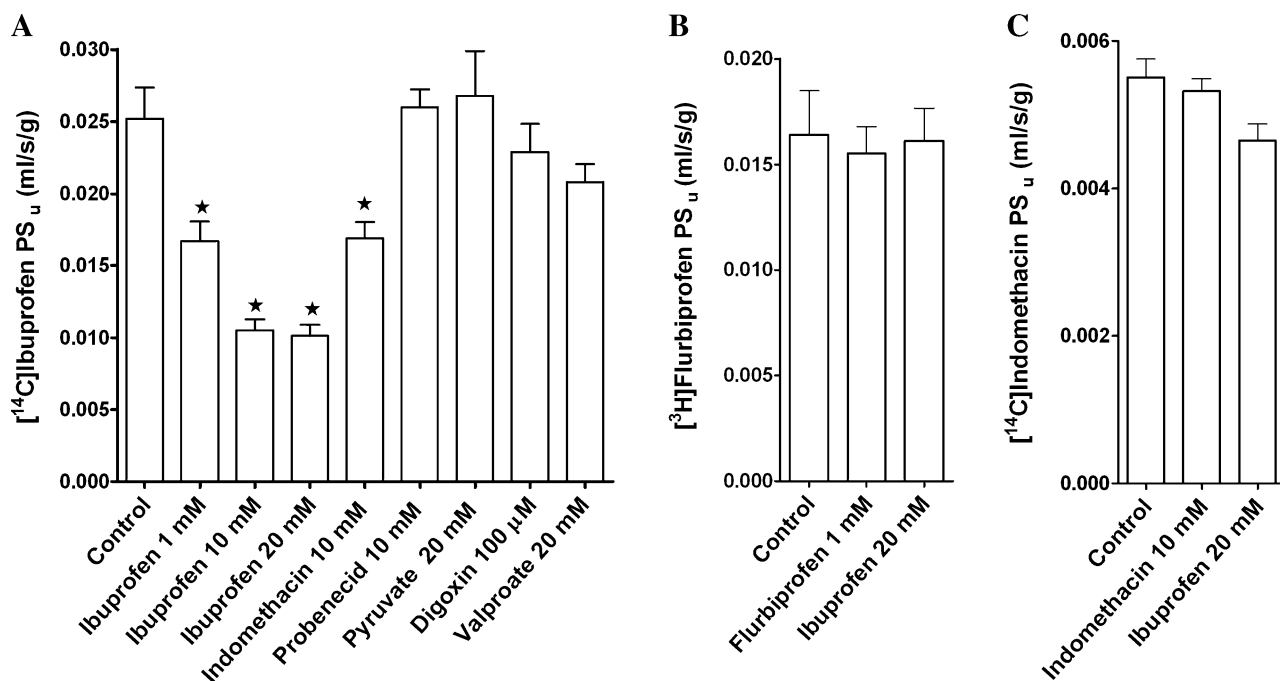 A
[¹⁴C]Ibuprofen PS u (ml/s/g)
0.030
0.025
0.020
0.015
0.010
0.005
0.000
★
★
★
★
Control
Ibuprofen 1 mM
Ibuprofen 10 mM
Ibuprofen 20 mM
Indomethacin 10 mM
Probenecid 10 mM
Pyruvate 20 mM
Digoxin 100 μM
Valproate 20 mM
B
[³H]Flurbiprofen PS u (ml/s/g)
0.020
0.015
0.010
0.005
0.000
Control
Flurbiprofen 1 mM
Ibuprofen 20 mM
C
[¹⁴C]Indomethacin PS u (ml/s/g)
0.006
0.004
0.002
0.000
Control
Indomethacin 10 mM
Ibuprofen 20 mM